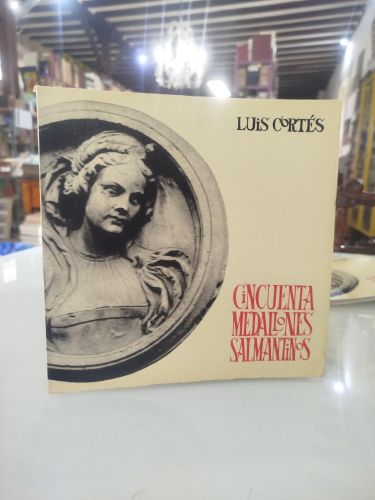 LUiS CORTÉS
CINCUENTA
MEDALLONES
SALMANTINOS